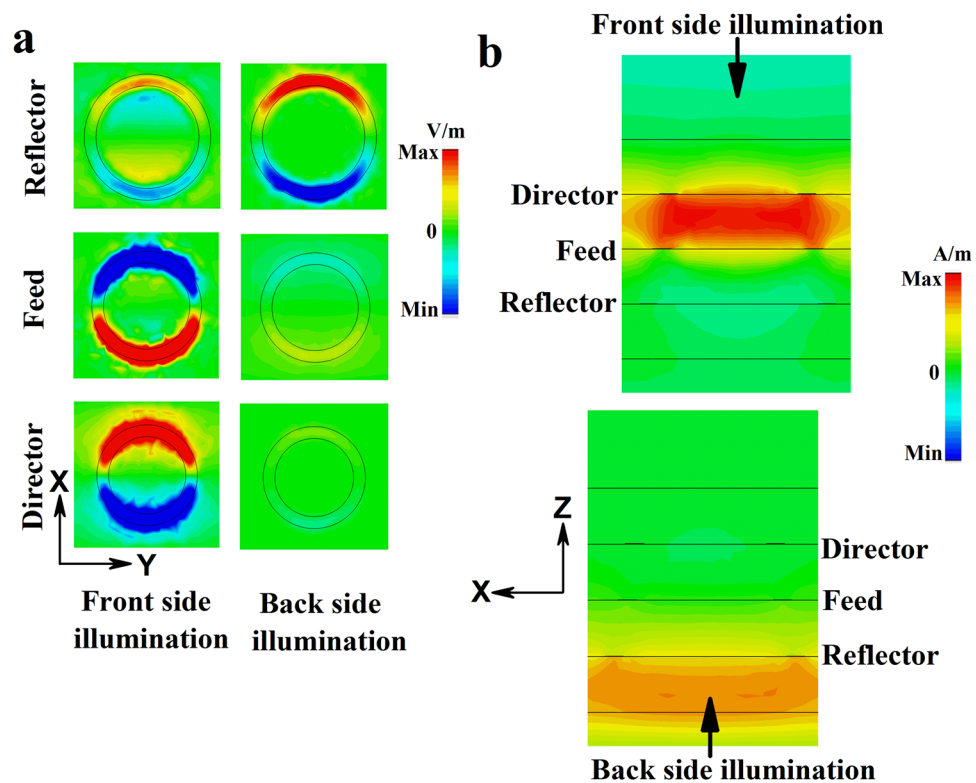 a
Reflector
Feed
Director
V/m
Max
0
Min
X
Y
Front side
illumination
Back side
illumination
b
Front side illumination
Director
Feed
Reflector
A/m
Max
0
Min
Z
X
Director
Feed
Reflector
Back side illumination